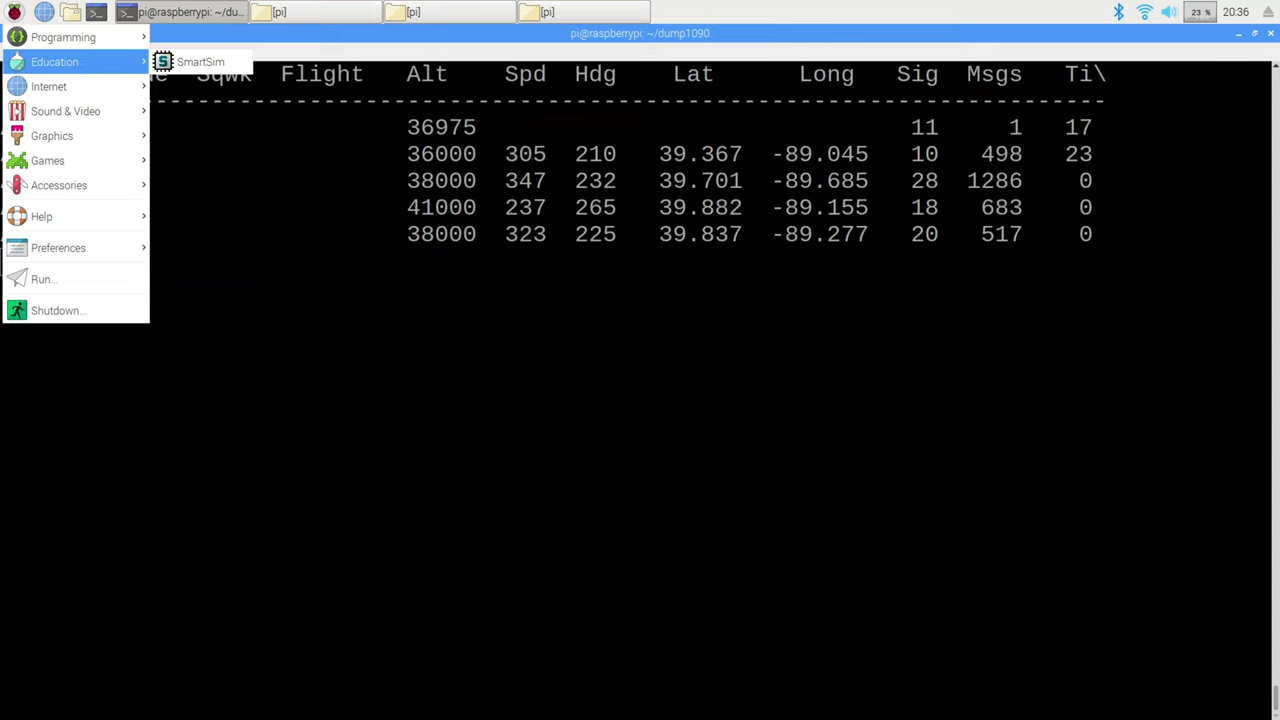 pi@raspberrypi: ~/du... [pi] [pi] [pi] 23 % 20:36
pi@raspberrypi: ~/dump1090
Programming
Education
SmartSim
Internet
Sound & Video
Graphics
Games
Accessories
Help
Preferences
Run...
Shutdown...
Sqwk Flight Alt Spd Hdg Lat Long Sig Msgs Ti\
--------------------------------------------------------------------
36975 11 1 17
36000 305 210 39.367 -89.045 10 498 23
38000 347 232 39.701 -89.685 28 1286 0
41000 237 265 39.882 -89.155 18 683 0
38000 323 225 39.837 -89.277 20 517 0